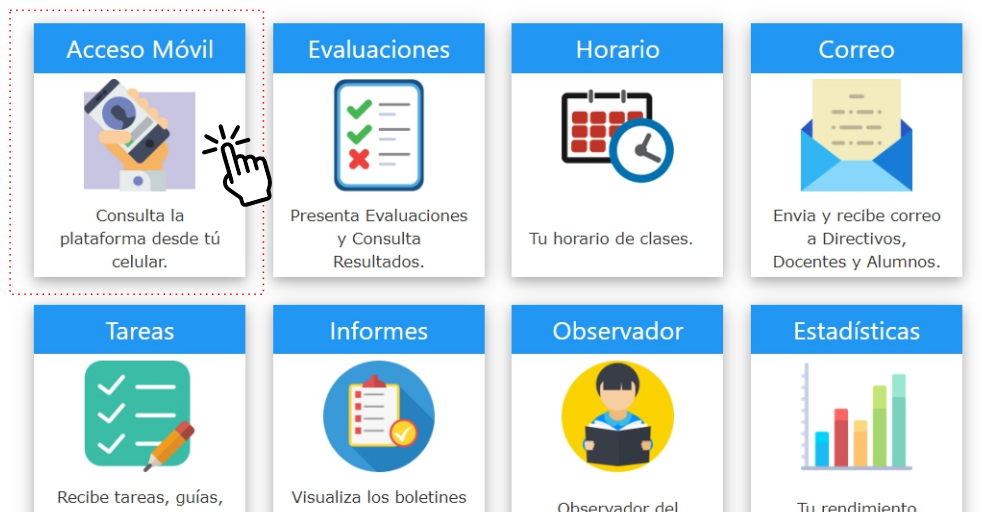 Acceso Móvil
Consulta la
plataforma desde tú
celular.
Evaluaciones
Presenta Evaluaciones
y Consulta
Resultados.
Horario
Tu horario de clases.
Correo
Envia y recibe correo
a Directivos,
Docentes y Alumnos.
Tareas
Recibe tareas, guías,
Informes
Visualiza los boletines
Observador
Observador del
Estadísticas
Tu rendimiento